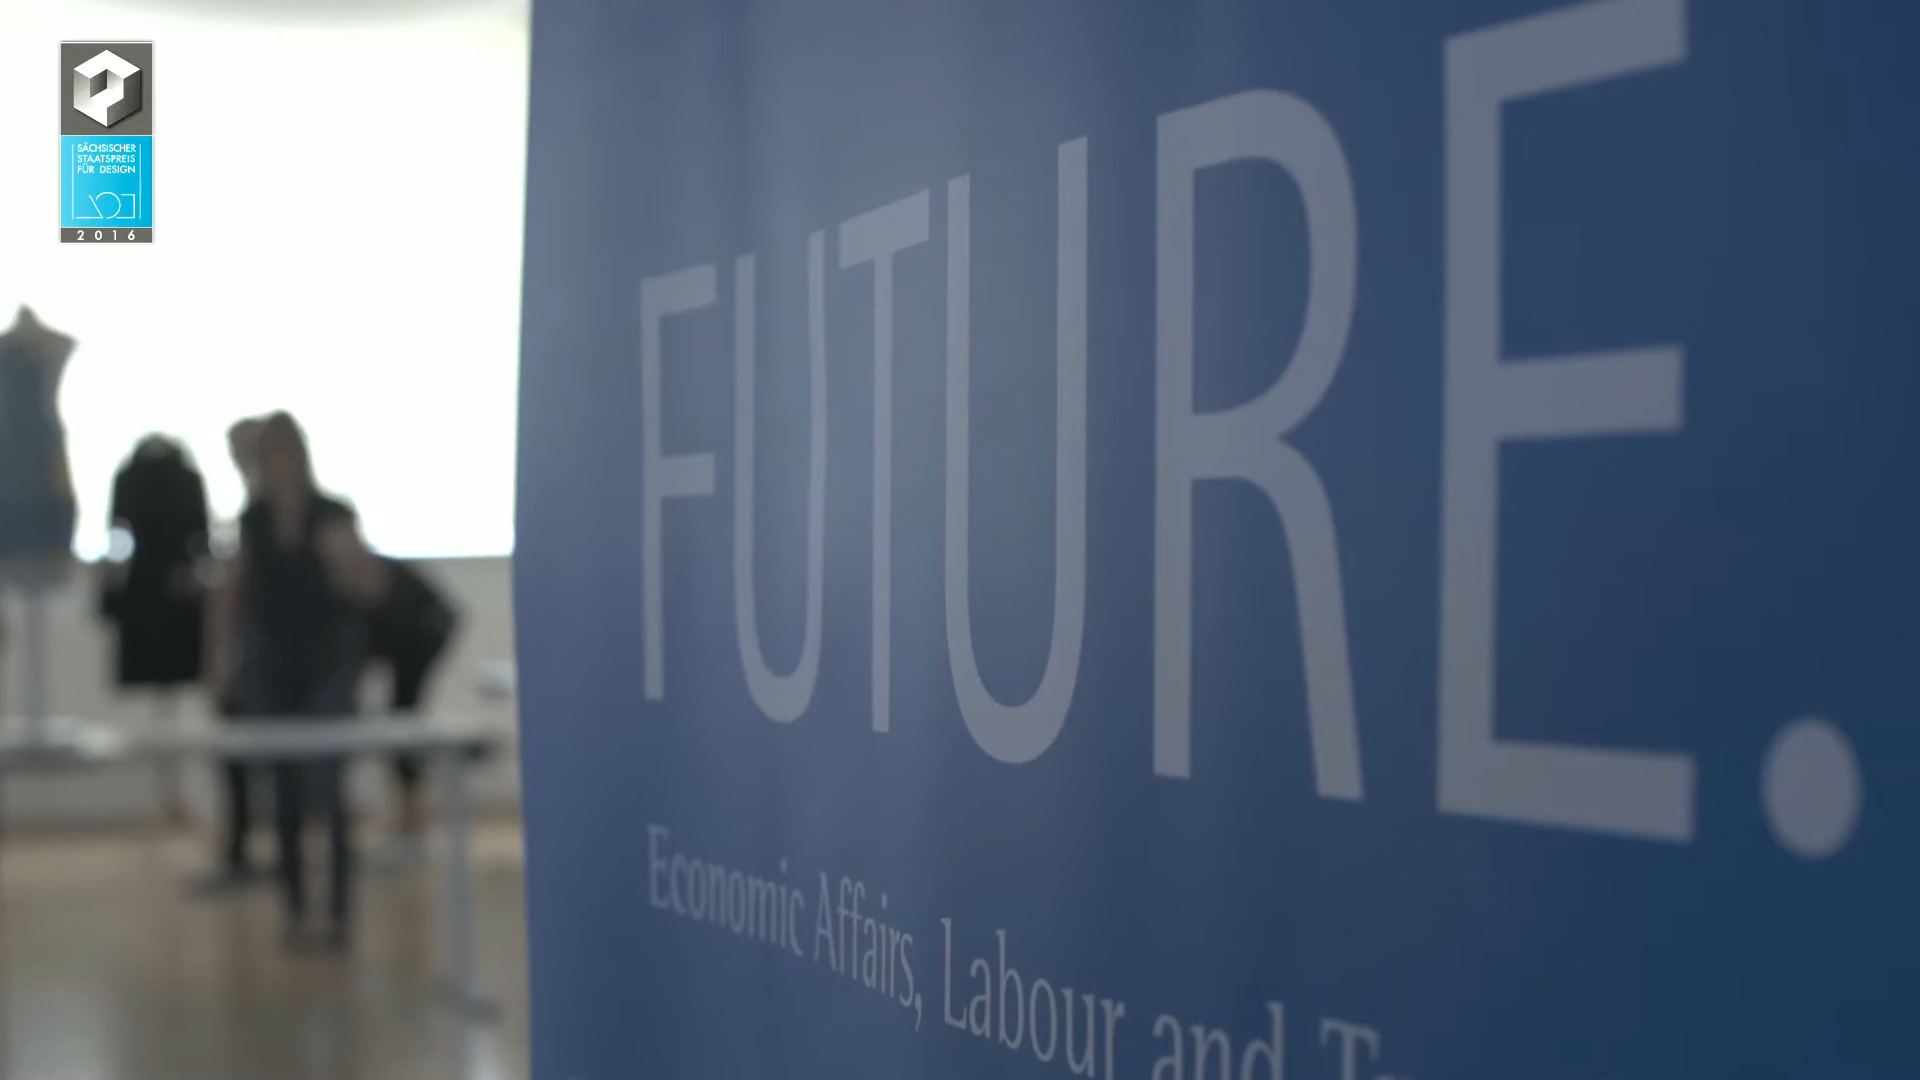 SÄCHSISCHER
STAATSPREIS
FÜR DESIGN
2016
FUTURE.
Economic Affairs, Labour and